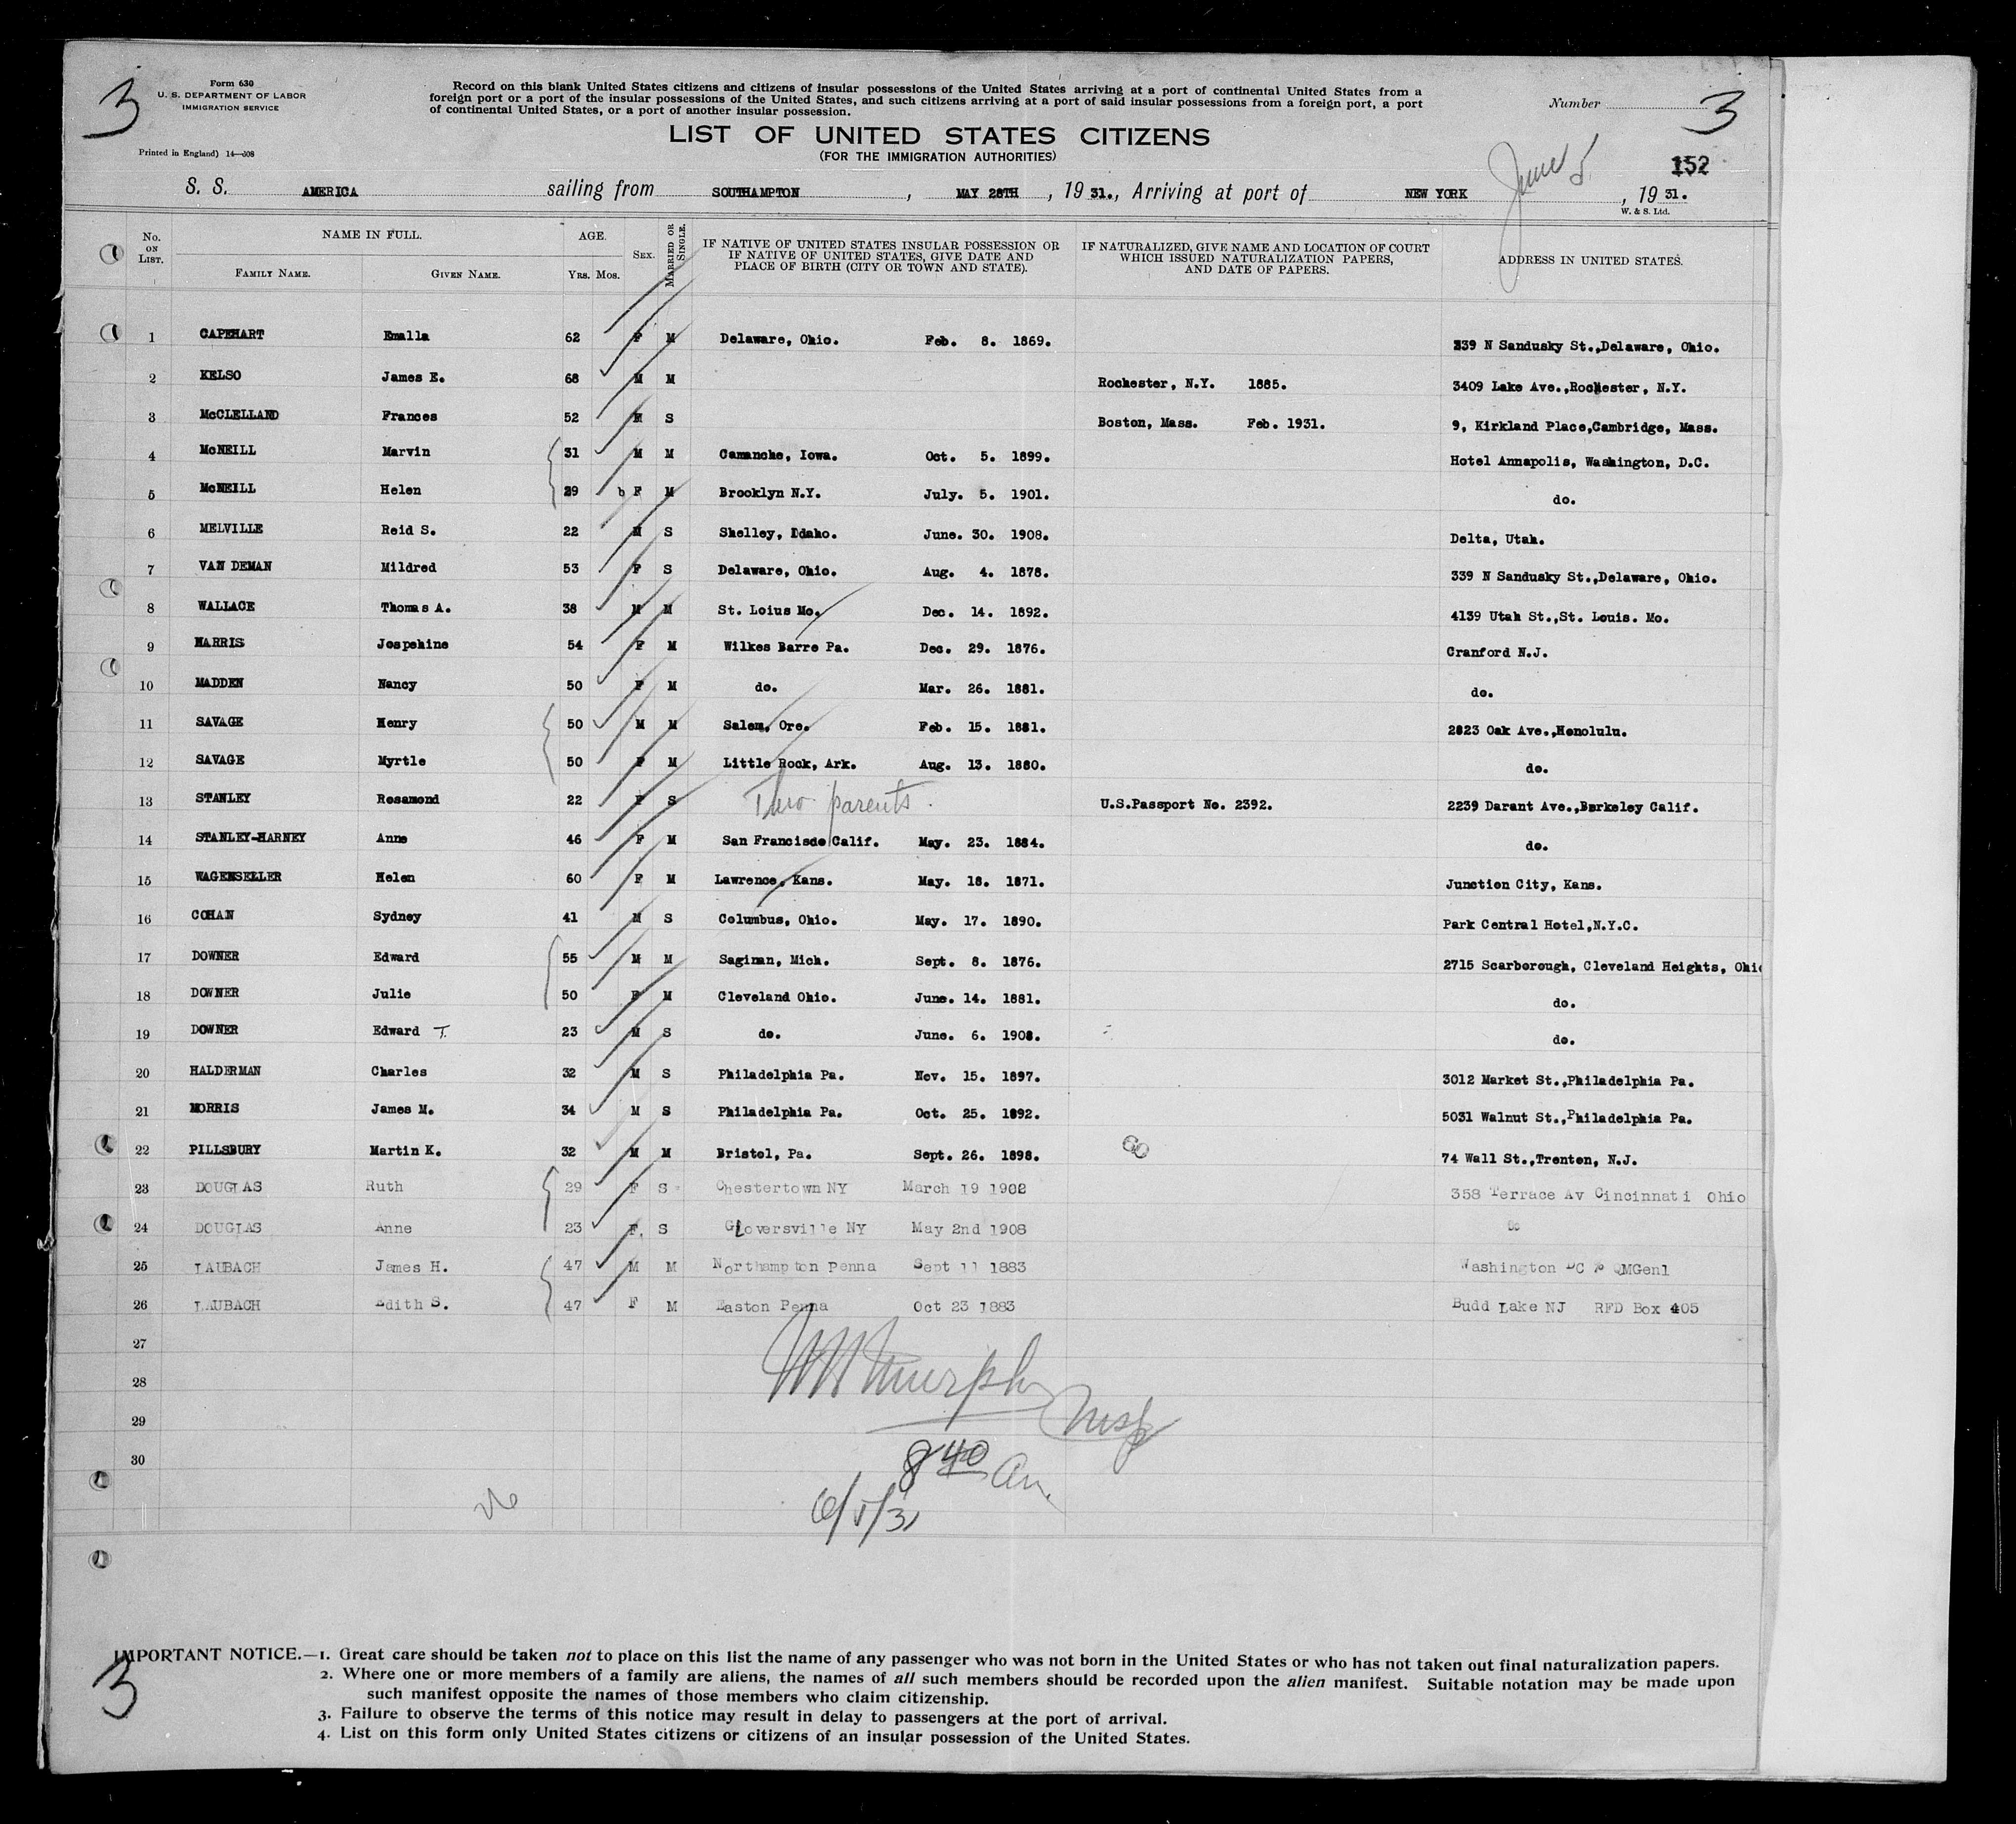 3
Form 630
U. S. DEPARTMENT OF LABOR
IMMIGRATION SERVICE
Printed in England) 14—308
Record on this blank United States citizens and citizens of insular possessions of the United States arriving at a port of continental United States from a
foreign port or a port of the insular possessions of the United States, and such citizens arriving at a port of said insular possessions from a foreign port, a port
of continental United States, or a port of another insular possession.
Number 3
LIST OF UNITED STATES CITIZENS
(FOR THE IMMIGRATION AUTHORITIES)
152
S. S. AMERICA sailing from SOUTHAMPTON, MAY 28TH, 19 31., Arriving at port of NEW YORK June 5, 19 31.
W. & S. Ltd.
No. ON LIST. NAME IN FULL. FAMILY NAME. GIVEN NAME. AGE. YRS. MOS. SEX. MARRIED OR SINGLE. IF NATIVE OF UNITED STATES INSULAR POSSESSION OR IF NATIVE OF UNITED STATES, GIVE DATE AND PLACE OF BIRTH (CITY OR TOWN AND STATE). IF NATURALIZED, GIVE NAME AND LOCATION OF COURT WHICH ISSUED NATURALIZATION PAPERS, AND DATE OF PAPERS. ADDRESS IN UNITED STATES.
1 CAPEHART Emalla 62 F M Delaware, Ohio. Feb. 8. 1869. 339 N Sandusky St.,Delaware, Ohio.
2 KELSO James E. 68 M M Rochester, N.Y. 1885. 3409 Lake Ave.,Rochester, N.Y.
3 McCLELLAND Frances 52 F S Boston, Mass. Feb. 1931. 9, Kirkland Place,Cambridge, Mass.
4 McNEILL Marvin 31 M M Camanche, Iowa. Oct. 5. 1899. Hotel Annapolis, Washington, D.C.
5 McNEILL Helen 29 b F M Brooklyn N.Y. July. 5. 1901. do.
6 MELVILLE Reid S. 22 M S Shelley, Idaho. June. 30. 1908. Delta, Utah.
7 VAN DEMAN Mildred 53 F S Delaware, Ohio. Aug. 4. 1878. 339 N Sandusky St.,Delaware, Ohio.
8 WALLACE Thomas A. 38 M M St. Loius Mo. Dec. 14. 1892. 4139 Utah St.,St. Louis. Mo.
9 HARRIS Jospehine 54 F M Wilkes Barre Pa. Dec. 29. 1876. Cranford N.J.
10 MADDEN Nancy 50 F M do. Mar. 26. 1881. do.
11 SAVAGE Henry 50 M M Salem, Ore. Feb. 15. 1881. 2823 Oak Ave.,Honolulu.
12 SAVAGE Myrtle 50 F M Little Rock, Ark. Aug. 13. 1880. do.
13 STANLEY Rosamond 22 F S Thro parents. U.S.Passport No. 2392. 2239 Darant Ave.,Berkeley Calif.
14 STANLEY-HARNEY Anne 46 F M San Francisco Calif. May. 23. 1884. do.
15 WAGENSELLER Helen 60 F M Lawrence, Kans. May. 18. 1871. Junction City, Kans.
16 COHAN Sydney 41 M S Columbus, Ohio. May. 17. 1890. Park Central Hotel,N.Y.C.
17 DOWNER Edward 55 M M Saginan, Mich. Sept. 8. 1876. 2715 Scarborough, Cleveland Heights, Ohio
18 DOWNER Julie 50 F M Cleveland Ohio. June. 14. 1881. do.
19 DOWNER Edward T. 23 M S do. June. 6. 1908. do.
20 HALDERMAN Charles 32 M S Philadelphia Pa. Nov. 15. 1897. 3012 Market St.,Philadelphia Pa.
21 MORRIS James M. 34 M S Philadelphia Pa. Oct. 25. 1892. 5031 Walnut St.,Philadelphia Pa.
22 PILLSBURY Martin K. 32 M M Bristol, Pa. Sept. 26. 1898. 74 Wall St.,Trenton, N.J.
23 DOUGLAS Ruth 29 F S Chestertown NY March 19 1902 358 Terrace Av Cincinnati Ohio
24 DOUGLAS Anne 23 F. S Gloversville NY May 2nd 1908 do
25 LAUBACH James H. 47 M M Northampton Penna Sept 11 1883 Washington DC % QMGenl
26 LAUBACH Edith S. 47 F M Easton Penna Oct 23 1883 Budd Lake NJ RFD Box 405
27
28
29
30
Murphy
Insp
8 40 Am.
6/5/31
IMPORTANT NOTICE.—1. Great care should be taken not to place on this list the name of any passenger who was not born in the United States or who has not taken out final naturalization papers.
2. Where one or more members of a family are aliens, the names of all such members should be recorded upon the alien manifest. Suitable notation may be made upon
such manifest opposite the names of those members who claim citizenship.
3. Failure to observe the terms of this notice may result in delay to passengers at the port of arrival.
4. List on this form only United States citizens or citizens of an insular possession of the United States.
3